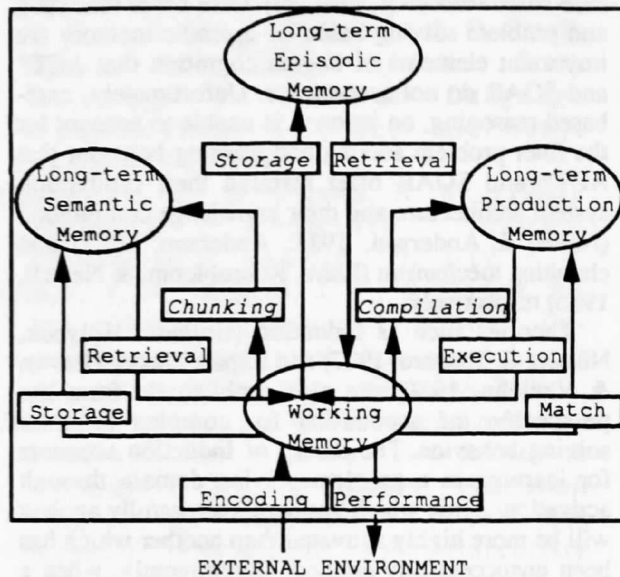 Long-term
Episodic
Memory
Storage
Retrieval
Long-term
Semantic
Memory
Long-term
Production
Memory
Chunking
Compilation
Retrieval
Execution
Storage
Working
Memory
Match
Encoding
Performance
EXTERNAL ENVIRONMENT